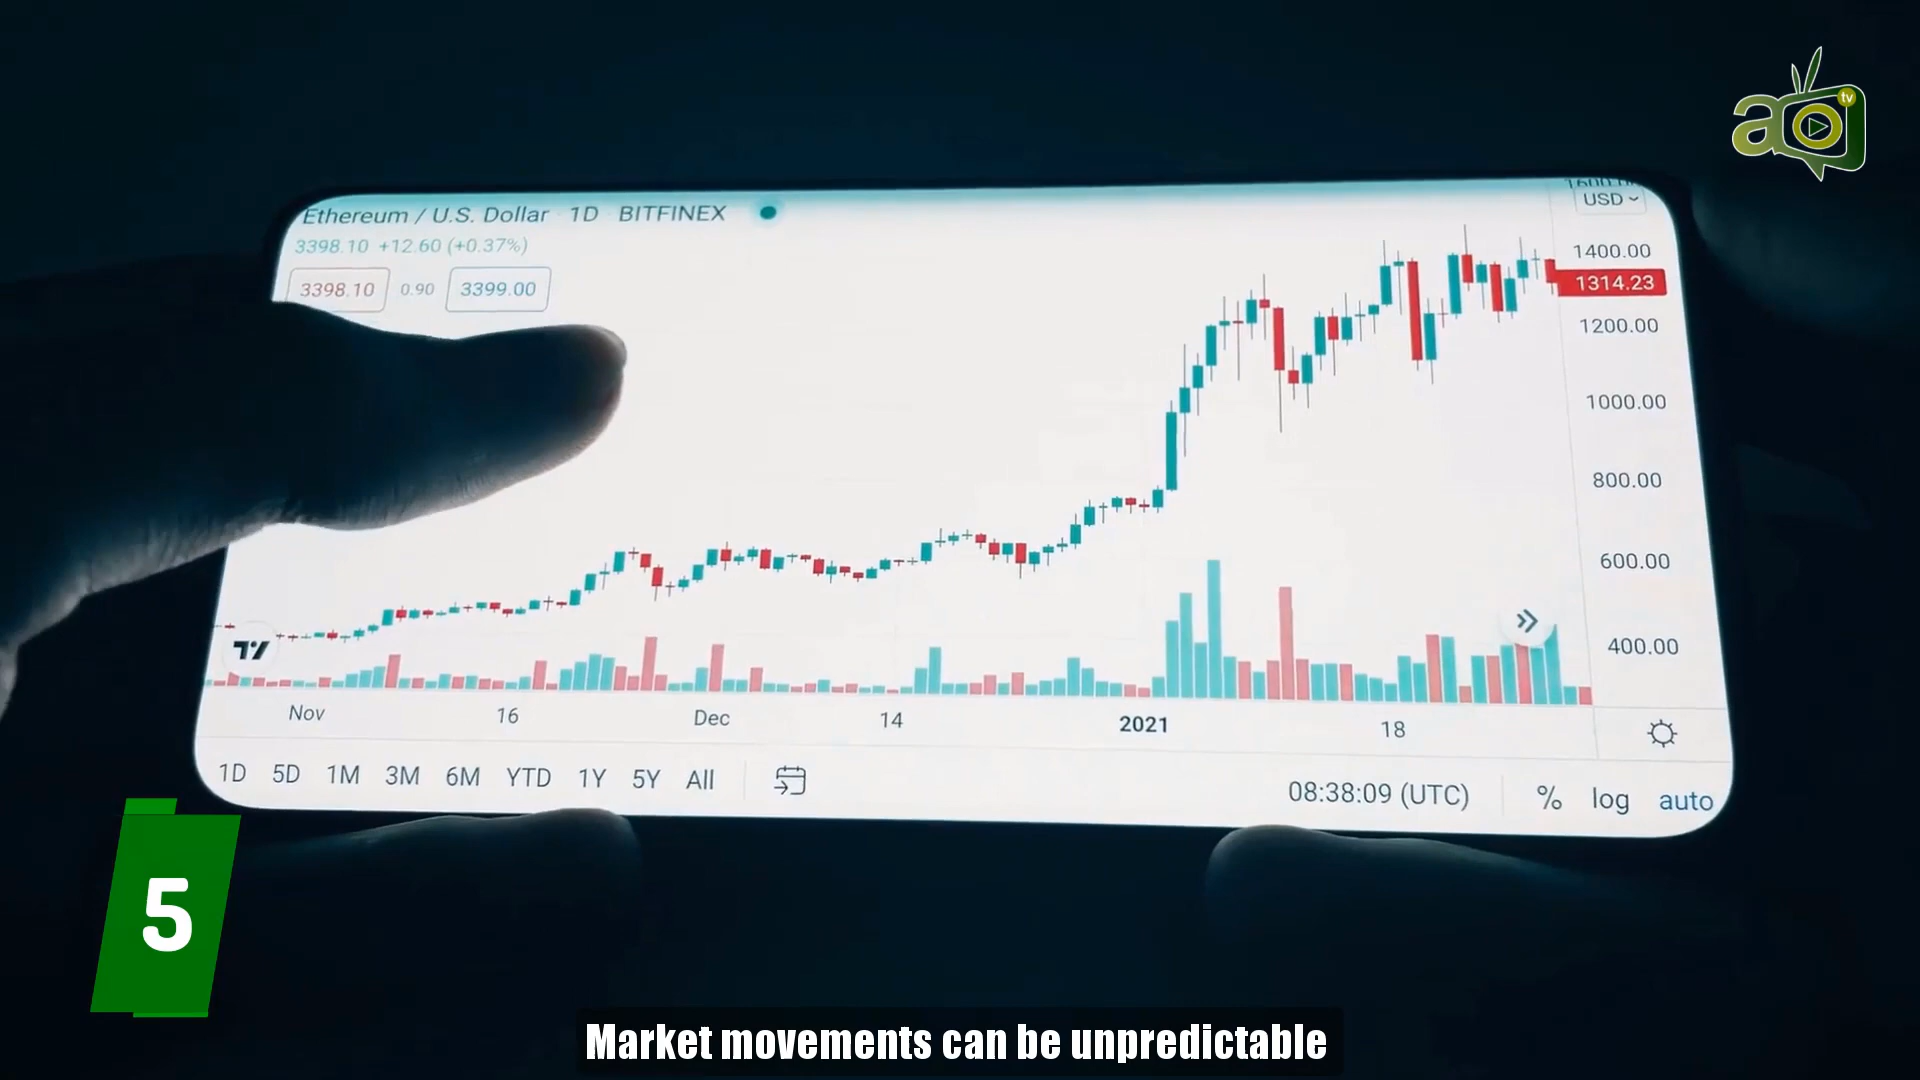 ao tv
Ethereum / U.S. Dollar 1D BITFINEX
3398.10 +12.60 (+0.37%)
3398.10 0.90 3399.00
USD
1400.00
1314.23
1200.00
1000.00
800.00
600.00
400.00
Nov 16 Dec 14 2021 18
1D 5D 1M 3M 6M YTD 1Y 5Y All
08:38:09 (UTC) % log auto
5
Market movements can be unpredictable